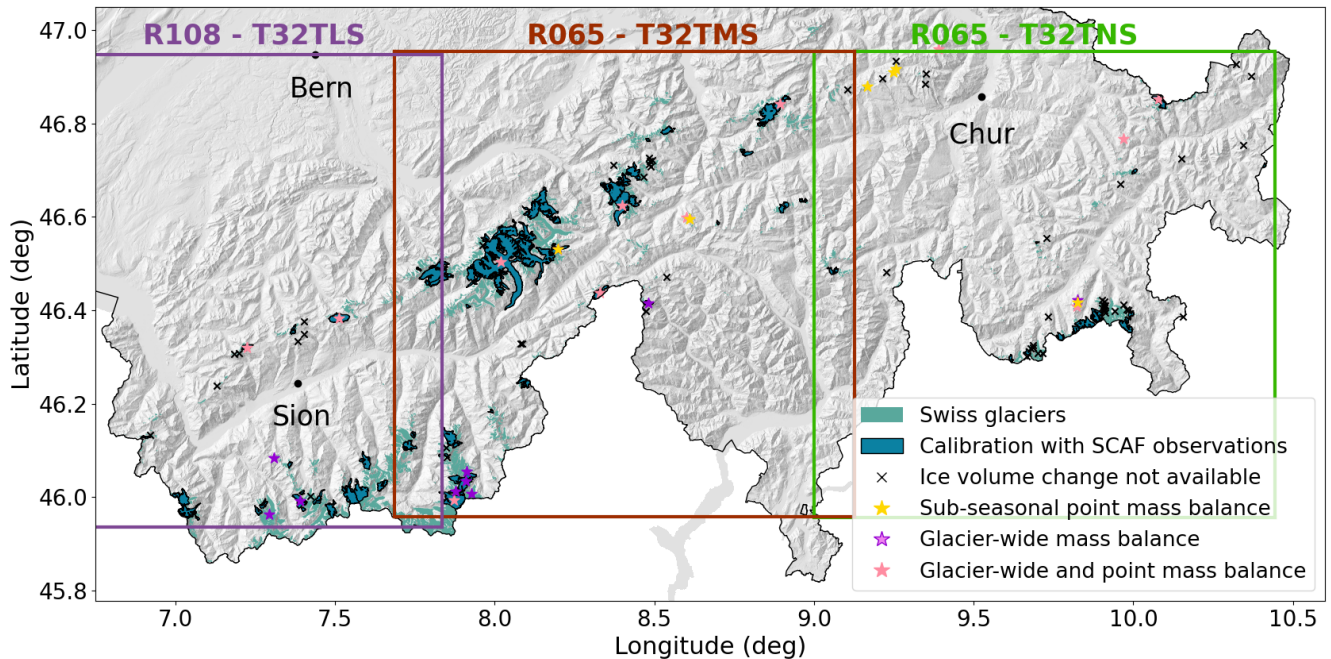 R108 - T32TLS
R065 - T32TMS
R065 - T32TNS
47.0
46.8
46.6
46.4
46.2
46.0
45.8
Latitude (deg)
Bern
Chur
Sion
Swiss glaciers
Calibration with SCAF observations
Ice volume change not available
Sub-seasonal point mass balance
Glacier-wide mass balance
Glacier-wide and point mass balance
7.0
7.5
8.0
8.5
9.0
9.5
10.0
10.5
Longitude (deg)